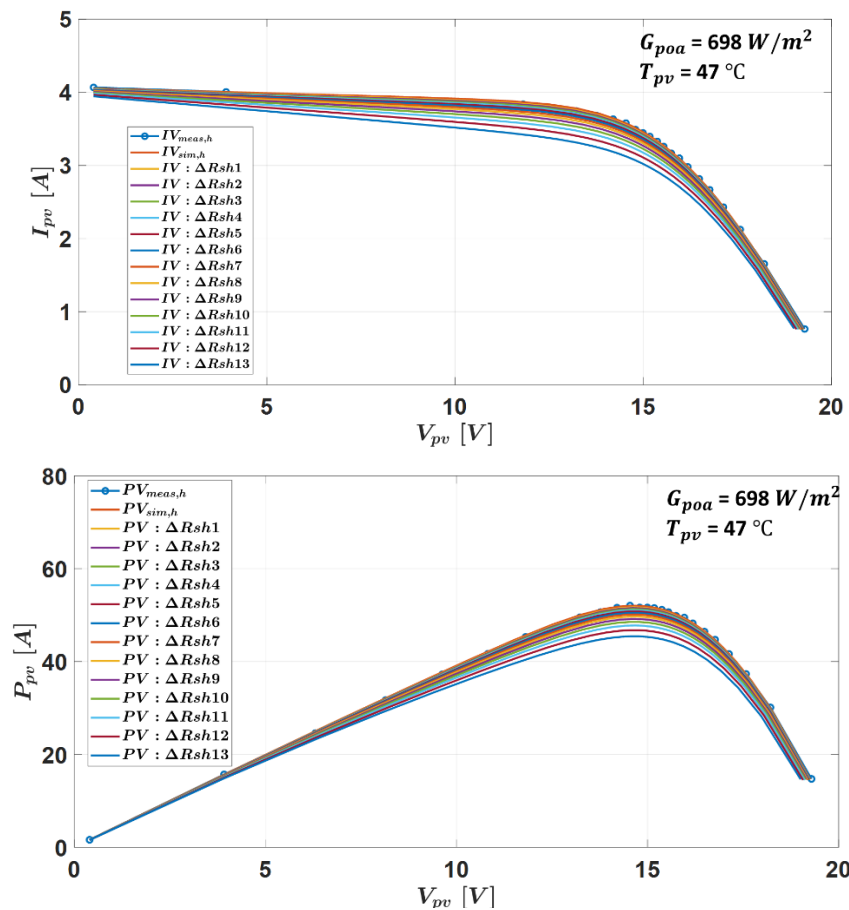 5
4
3
2
1
0
0
5
10
15
20
I_pv [A]
V_pv [V]
G_poa = 698 W/m²
T_pv = 47 °C
IV_meas,h
IV_sim,h
IV : ΔRsh1
IV : ΔRsh2
IV : ΔRsh3
IV : ΔRsh4
IV : ΔRsh5
IV : ΔRsh6
IV : ΔRsh7
IV : ΔRsh8
IV : ΔRsh9
IV : ΔRsh10
IV : ΔRsh11
IV : ΔRsh12
IV : ΔRsh13
80
60
40
20
0
0
5
10
15
20
P_pv [A]
V_pv [V]
G_poa = 698 W/m²
T_pv = 47 °C
PV_meas,h
PV_sim,h
PV : ΔRsh1
PV : ΔRsh2
PV : ΔRsh3
PV : ΔRsh4
PV : ΔRsh5
PV : ΔRsh6
PV : ΔRsh7
PV : ΔRsh8
PV : ΔRsh9
PV : ΔRsh10
PV : ΔRsh11
PV : ΔRsh12
PV : ΔRsh13